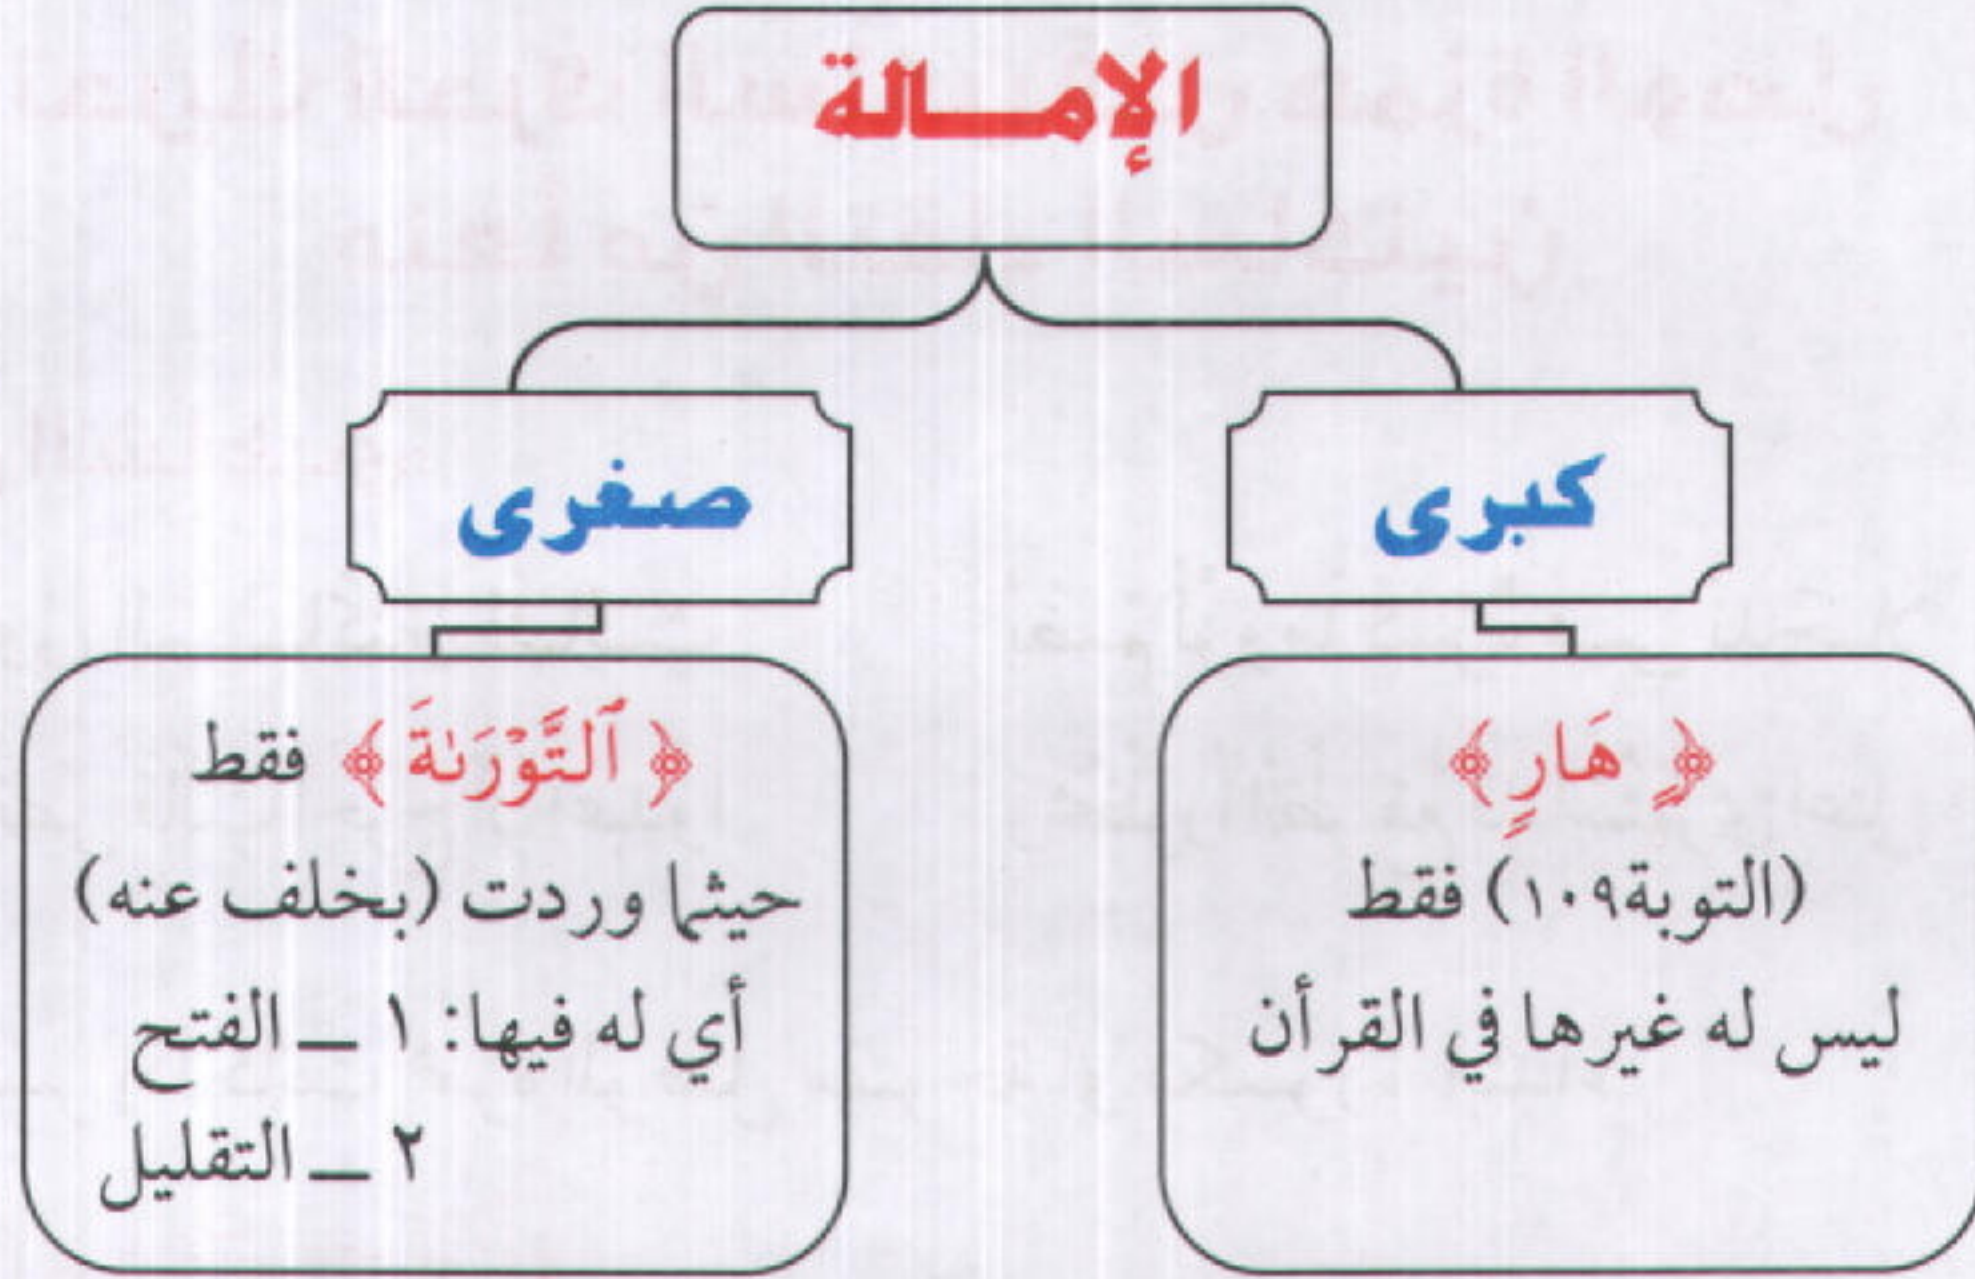 الإمـالة
كبرى
صغرى
﴿ هَارٍ ﴾
(التوبة١٠٩) فقط
ليس له غيرها في القرأن
﴿ ٱلتَّوْرَىٰةَ ﴾ فقط
حيثما وردت (بخلف عنه)
أي له فيها: ١ ـ الفتح
٢ ـ التقليل